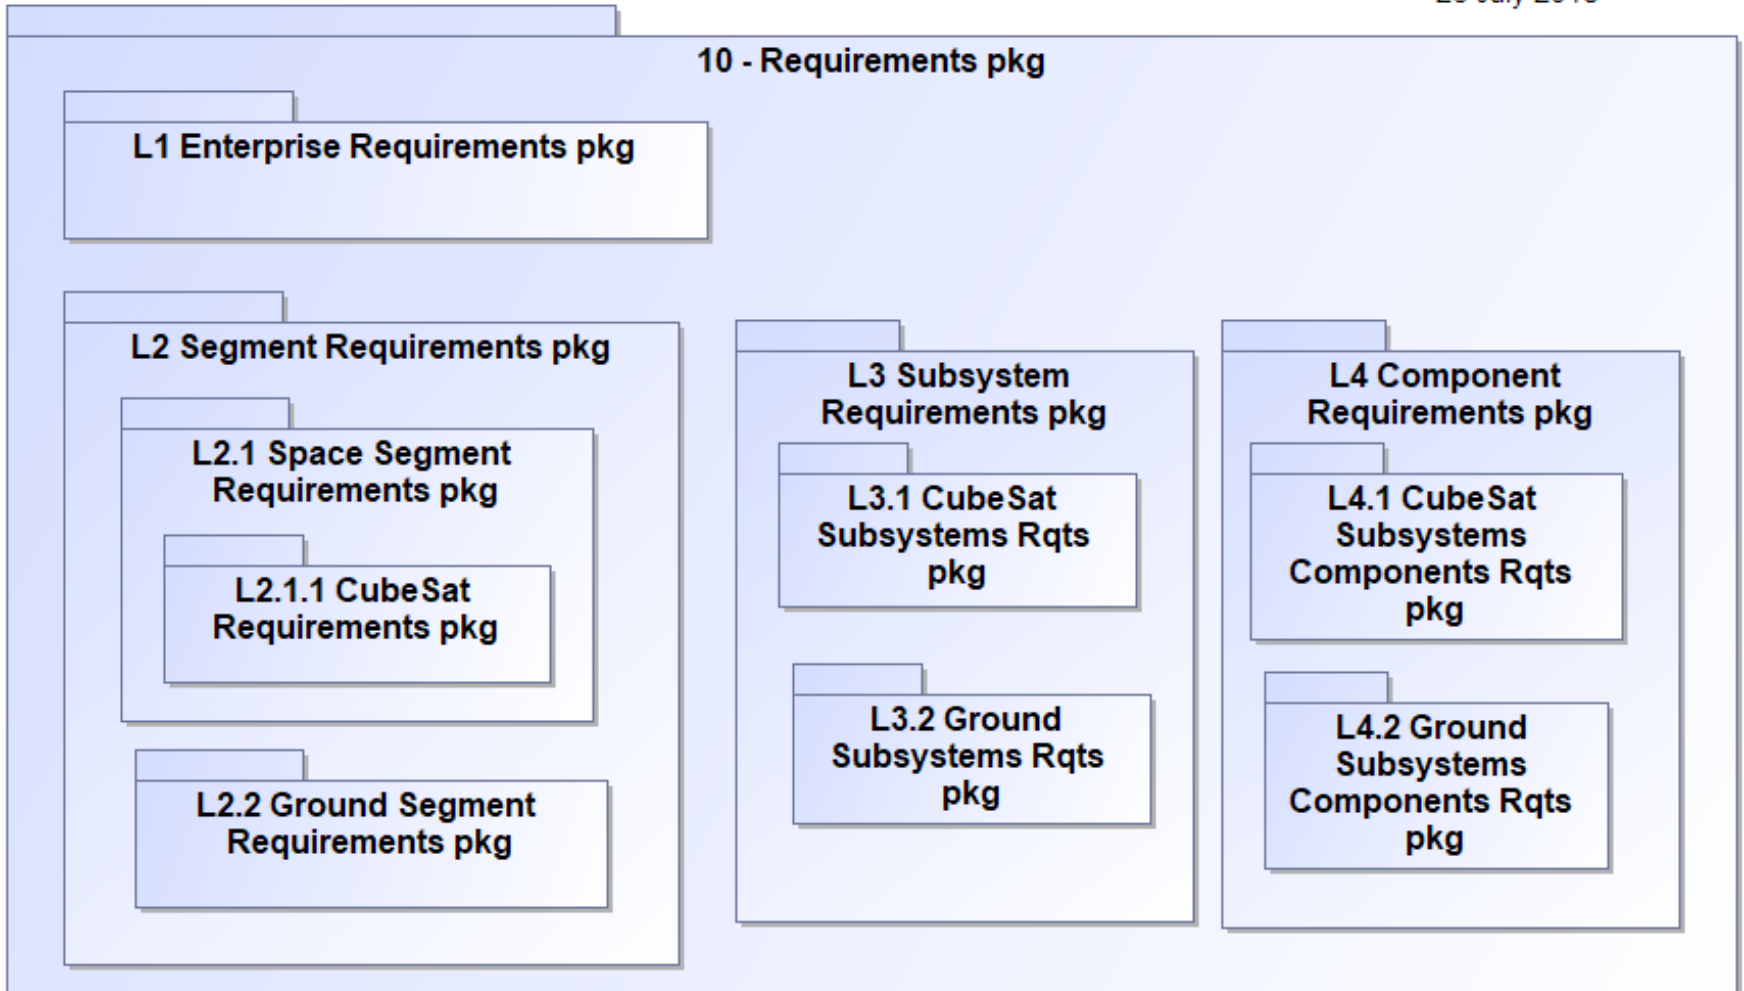 10 - Requirements pkg
L1 Enterprise Requirements pkg
L2 Segment Requirements pkg
L2.1 Space Segment
Requirements pkg
L2.1.1 CubeSat
Requirements pkg
L2.2 Ground Segment
Requirements pkg
L3 Subsystem
Requirements pkg
L3.1 CubeSat
Subsystems Rqts
pkg
L3.2 Ground
Subsystems Rqts
pkg
L4 Component
Requirements pkg
L4.1 CubeSat
Subsystems
Components Rqts
pkg
L4.2 Ground
Subsystems
Components Rqts
pkg